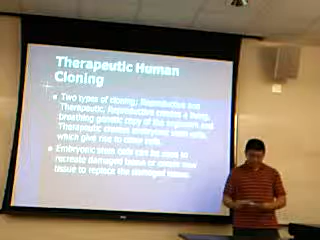 Therapeutic Human
Cloning
Two types of cloning: Reproductive and
Therapeutic. Reproductive creates a living,
breathing genetic copy of the
Therapeutic creates embryonic stem cells,
which give rise to other cells.
Embryonic stem cells can be used to
recreate damaged tissue or create new
tissue to replace the damaged tissue.